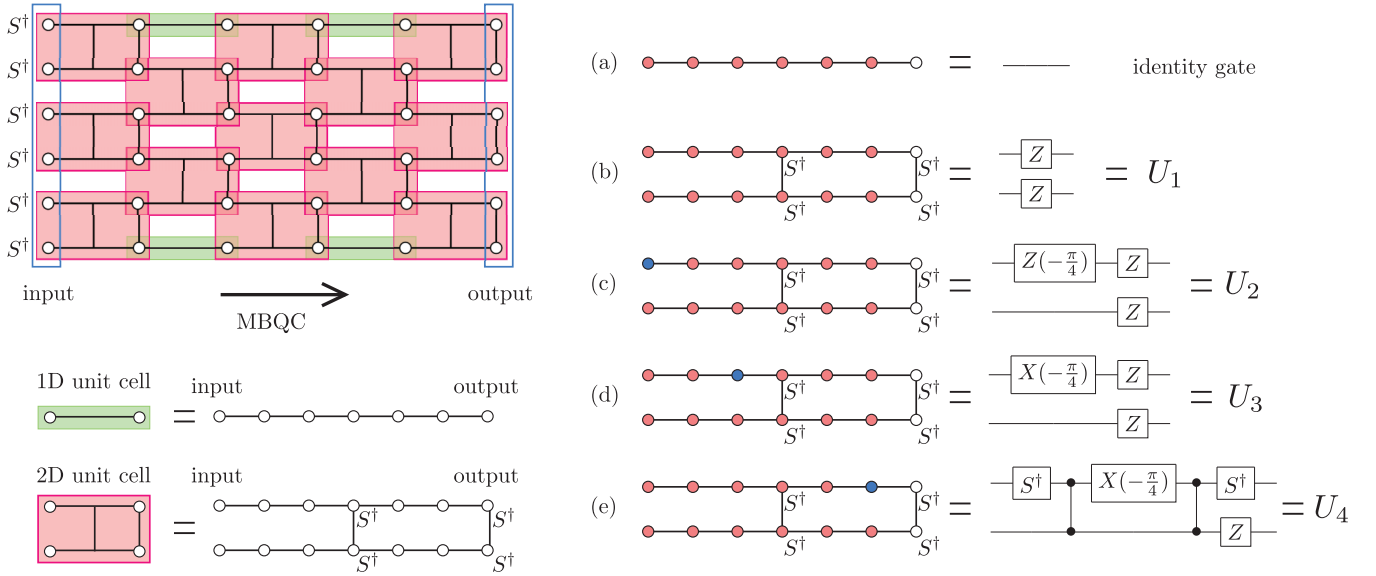 S†
S†
S†
S†
S†
S†
input
output
MBQC
1D unit cell
input
output
=
2D unit cell
input
output
=
S†
S†
S†
S†
(a)
=
identity gate
(b)
S†
S†
S†
S†
=
Z
Z
= U₁
(c)
S†
S†
S†
S†
=
Z(−π/4)
Z
Z
= U₂
(d)
S†
S†
S†
S†
=
X(−π/4)
Z
Z
= U₃
(e)
S†
S†
S†
S†
=
S†
X(−π/4)
S†
Z
= U₄